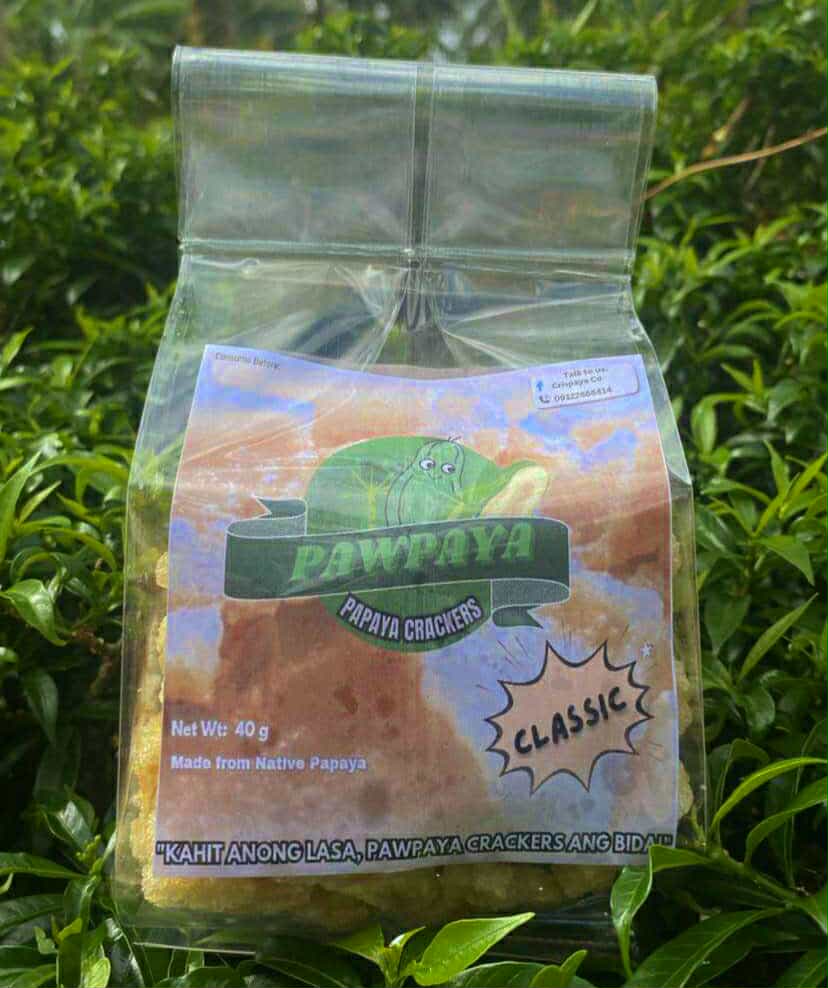 Consume Before:
Talk to us:
Crispaya Co.
09122666414
PAWPAYA
PAPAYA CRACKERS
CLASSIC
Net Wt: 40 g
Made from Native Papaya
"KAHIT ANONG LASA, PAWPAYA CRACKERS ANG BIDA!"